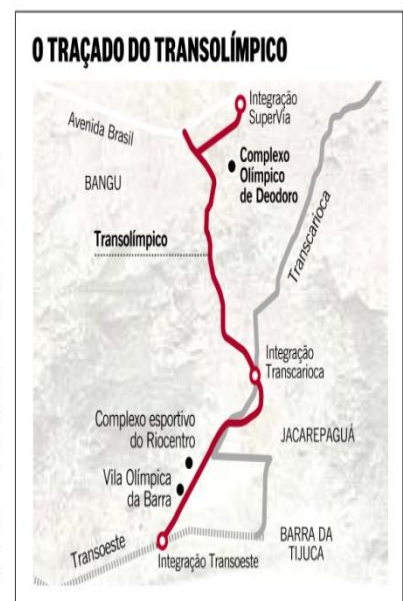 O TRAÇADO DO TRANSOLÍMPICO
Integração
SuperVia
Avenida Brasil
Complexo
Olímpico
de Deodoro
BANGU
Transolímpico
Transcarioca
Integração
Transcarioca
Complexo esportivo
do Riocentro
JACAREPAGUÁ
Vila Olímpica
da Barra
BARRA DA
TIJUCA
Transoeste
Integração Transoeste